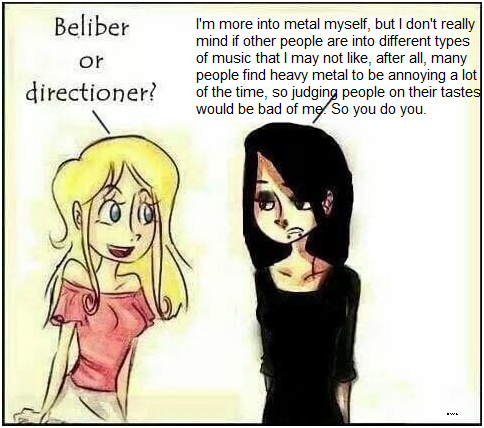 Beliber
or
directioner?
I'm more into metal myself, but I don't really
mind if other people are into different types
of music that I may not like, after all, many
people find heavy metal to be annoying a lot
of the time, so judging people on their tastes
would be bad of me. So you do you.